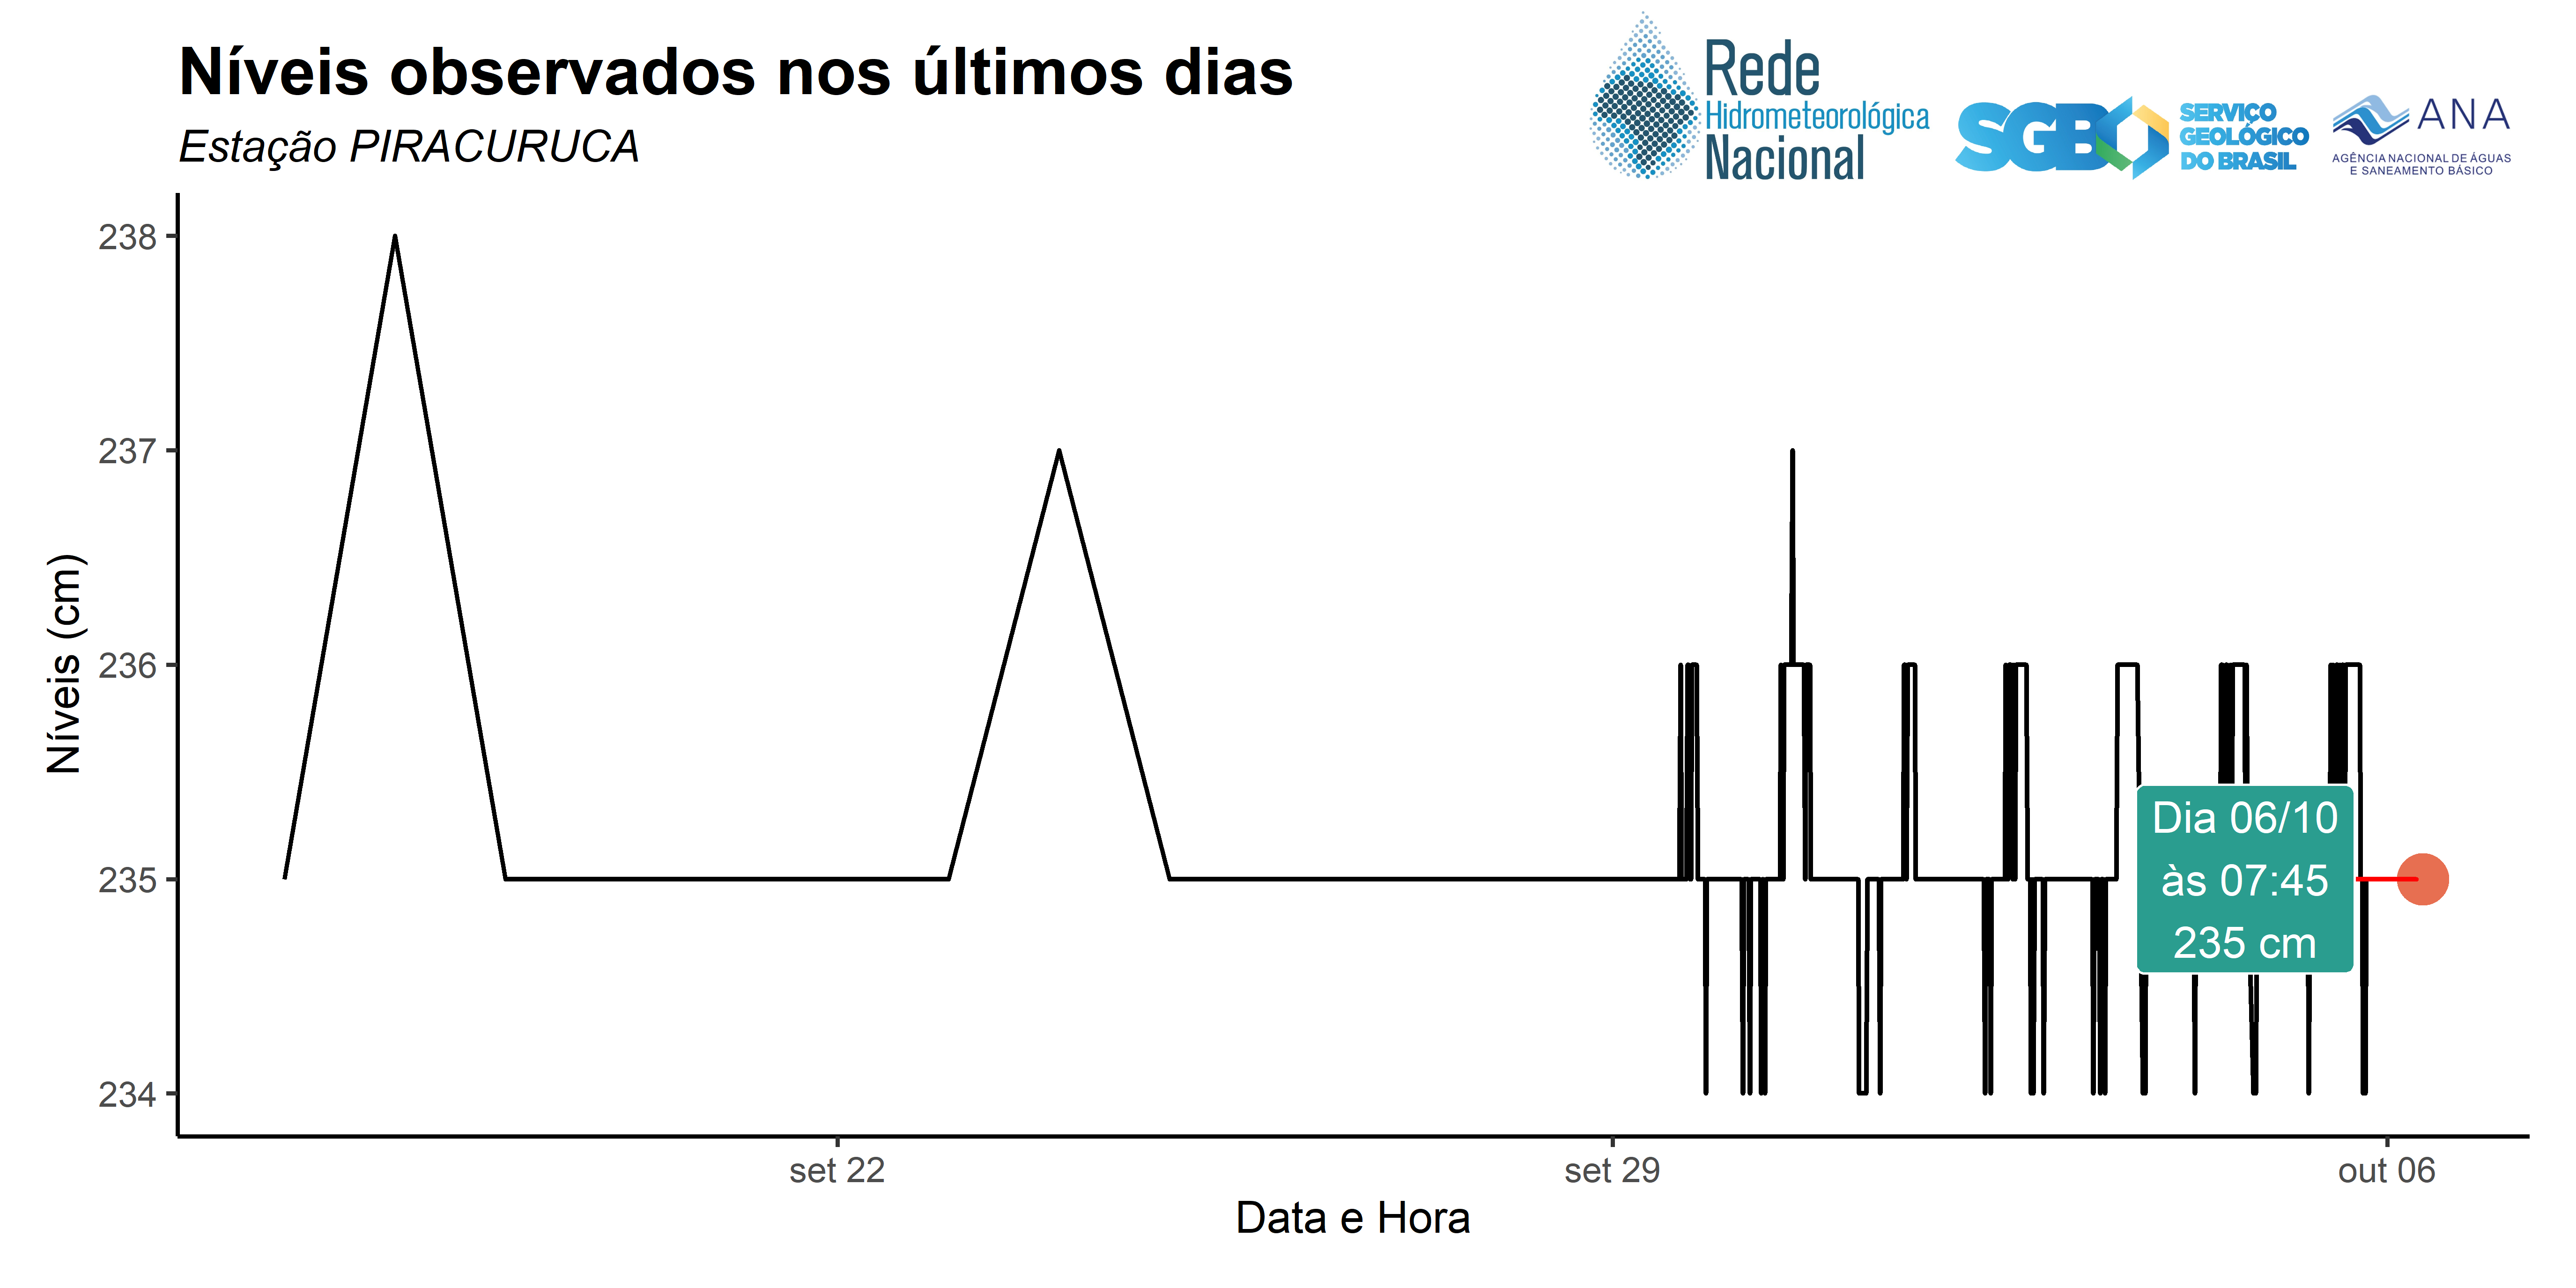 Níveis observados nos últimos dias
Estação PIRACURUCA
Rede
Hidrometeorológica
Nacional
SGB
SERVIÇO
GEOLÓGICO
DO BRASIL
ANA
AGÊNCIA NACIONAL DE ÁGUAS
E SANEAMENTO BÁSICO
Níveis (cm)
238
237
236
235
234
Dia 06/10
às 07:45
235 cm
set 22
set 29
out 06
Data e Hora